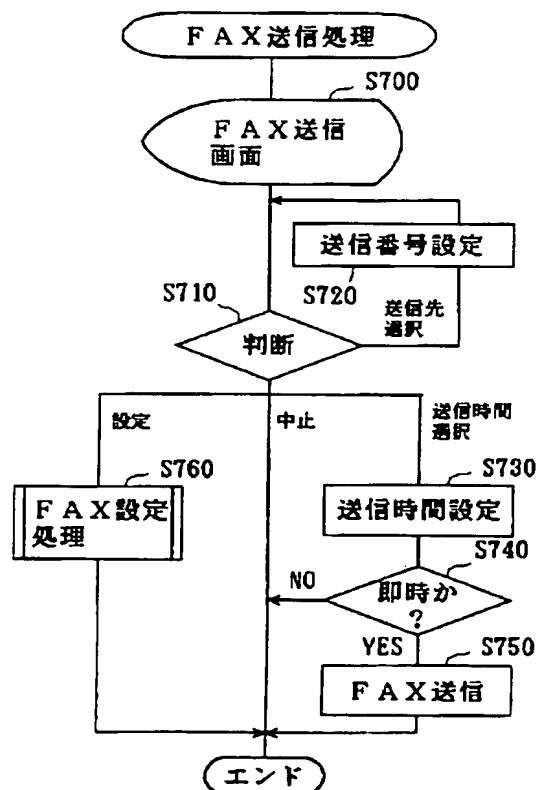 FAX送信処理
S700
FAX送信
画面
送信番号設定
S720
S710
送信先
選択
判断
設定
中止
送信時間
選択
S760
S730
FAX設定
処理
送信時間設定
S740
NO
即時か
?
YES
S750
FAX送信
エンド